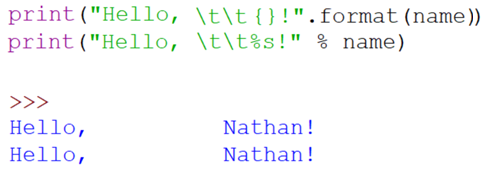 print("Hello, \t\t{}!".format(name))
print("Hello, \t\t%s!" % name)
>>>
Hello,          Nathan!
Hello,          Nathan!